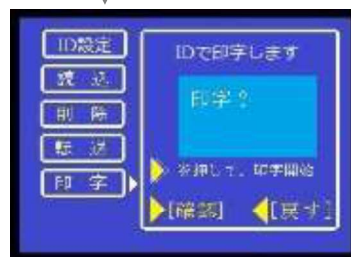 ID設定
読 込
削 除
転 送
印 字
IDで印字します
印字？
を押して、印字開始
[確認]
[戻す]